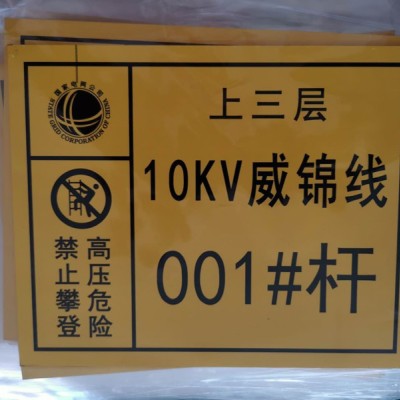 国家电网公司
STATE GRID CORPORATION OF CHINA
上三层
10KV威锦线
001#杆
禁止攀登
高压危险